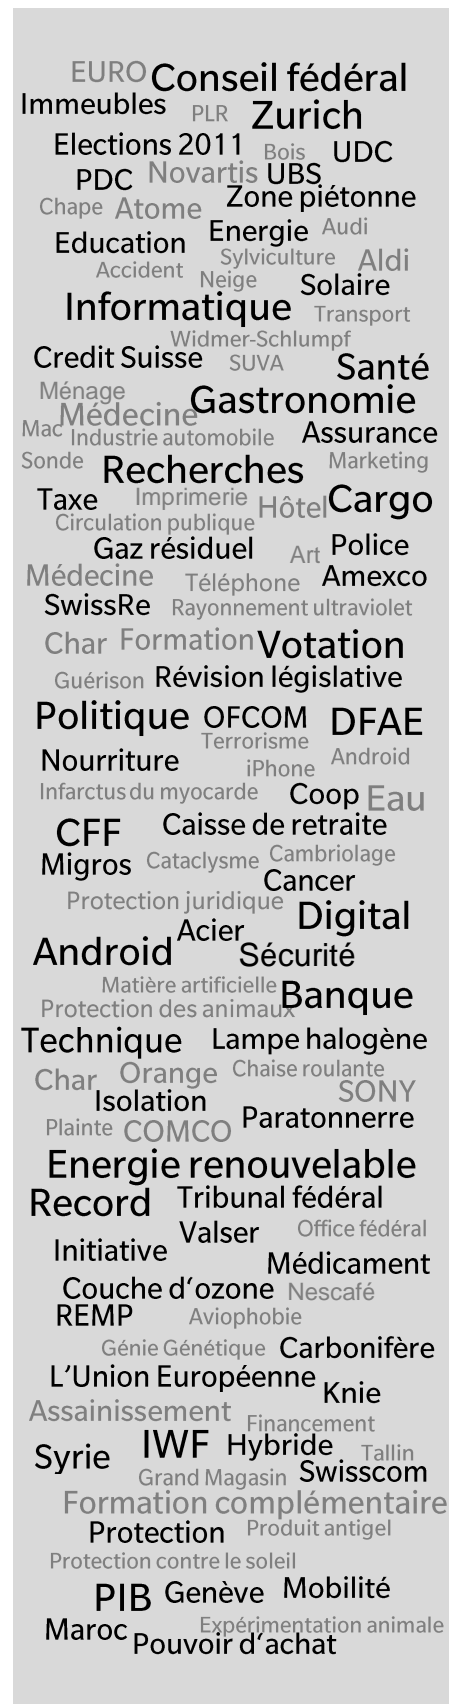 EURO Conseil fédéral
Immeubles PLR Zurich
Elections 2011 Bois UDC
PDC Novartis UBS
Chape Atome Zone piétonne
Education Energie Audi
Accident Sylviculture Aldi
Neige Solaire
Informatique Transport
Widmer-Schlumpf
Credit Suisse SUVA Santé
Ménage Gastronomie
Médecine
Mac Industrie automobile Assurance
Sonde Recherches Marketing
Taxe Imprimerie Hôtel Cargo
Circulation publique
Gaz résiduel Art Police
Médecine Téléphone Amexco
SwissRe Rayonnement ultraviolet
Char Formation Votation
Guérison Révision législative
Politique OFCOM DFAE
Terrorisme
Nourriture iPhone Android
Infarctus du myocarde Coop Eau
CFF Caisse de retraite
Migros Cataclysme Cambriolage
Cancer
Protection juridique Digital
Acier
Android Sécurité
Matière artificielle Banque
Protection des animaux
Technique Lampe halogène
Char Orange Chaise roulante
SONY
Isolation
Plainte COMCO Paratonnerre
Energie renouvelable
Record Tribunal fédéral
Valser Office fédéral
Initiative Médicament
Couche d‘ozone Nescafé
REMP Aviophobie
Génie Génétique Carbonifère
L’Union Européenne Knie
Assainissement Financement
Syrie IWF Hybride Tallin
Grand Magasin Swisscom
Formation complémentaire
Protection Produit antigel
Protection contre le soleil
PIB Genève Mobilité
Maroc Expérimentation animale
Pouvoir d‘achat